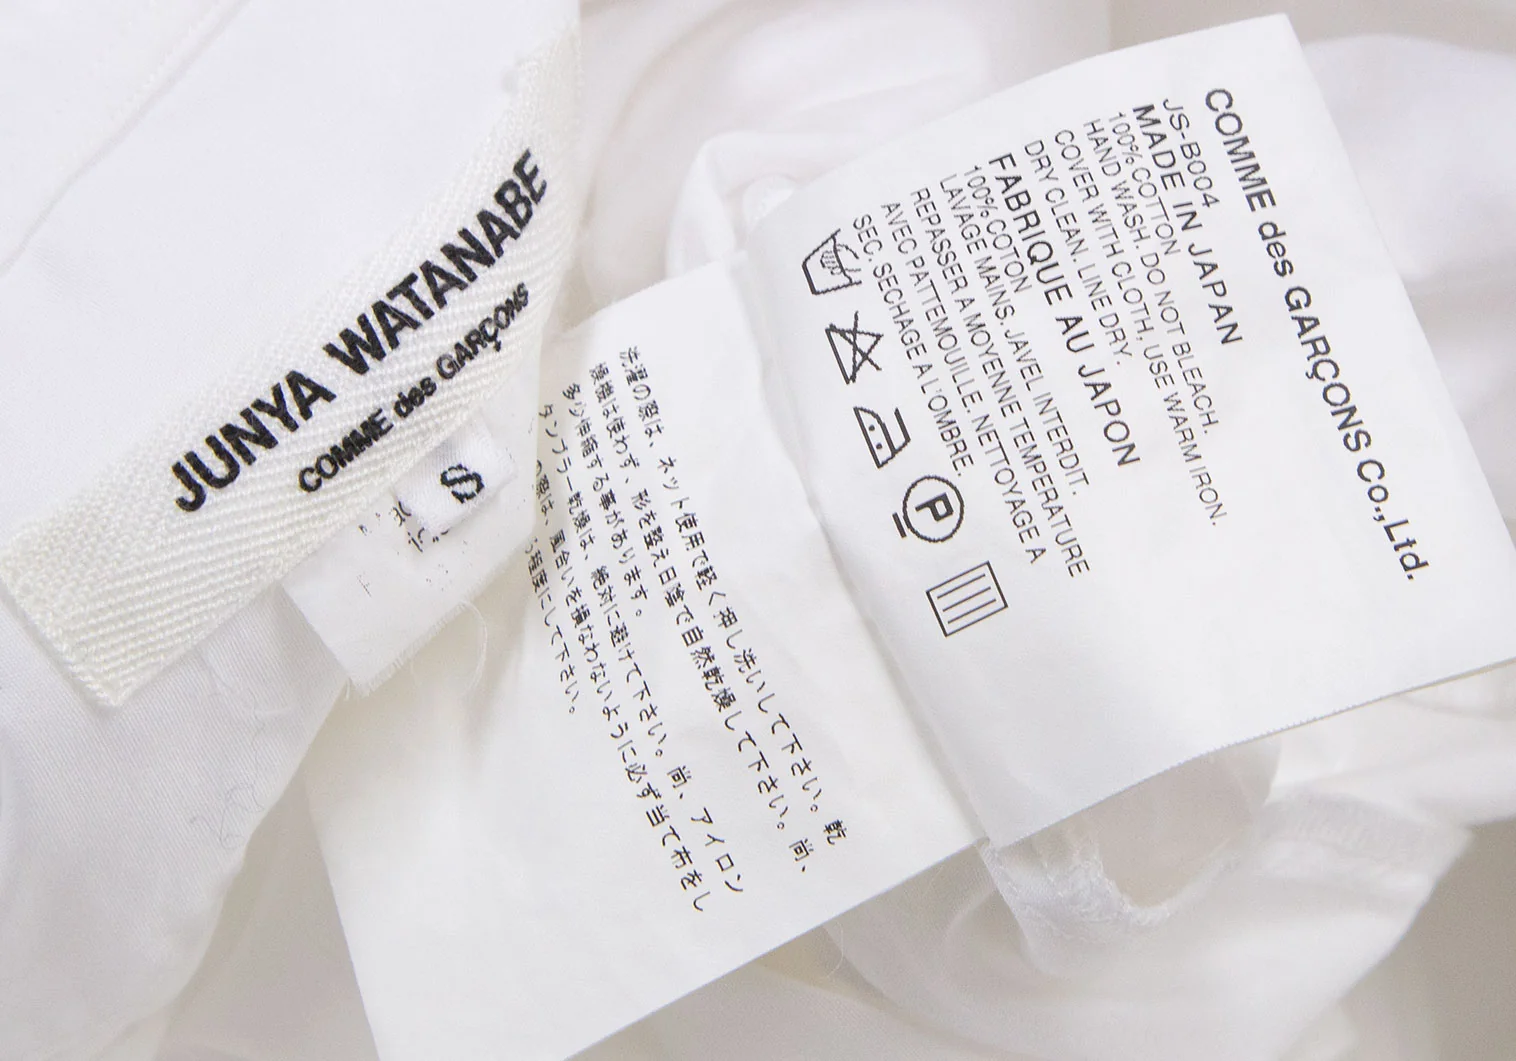 JUNYA WATANABE
COMME des GARÇONS
S
COMME des GARÇONS Co.,Ltd.
JS-B004
MADE IN JAPAN
100% COTTON
HAND WASH. DO NOT BLEACH.
COVER WITH CLOTH, USE WARM IRON.
DRY CLEAN. LINE DRY.
FABRIQUE AU JAPON
100% COTON
LAVAGE MAINS. JAVEL INTERDIT.
REPASSER A MOYENNE TEMPERATURE
AVEC PATTEMOUILLE. NETTOYAGE A
SEC. SECHAGE A L'OMBRE.
P
洗濯の際は、ネット使用で軽く押し洗いして下さい。乾
燥機は使わず、形を整え日陰で自然乾燥して下さい。尚、
多少伸縮する事があります。
タンブラー乾燥は、絶対に避けて下さい。尚、アイロン
の際は、風合いを損なわないように必ず当て布をし
程度にして下さい。